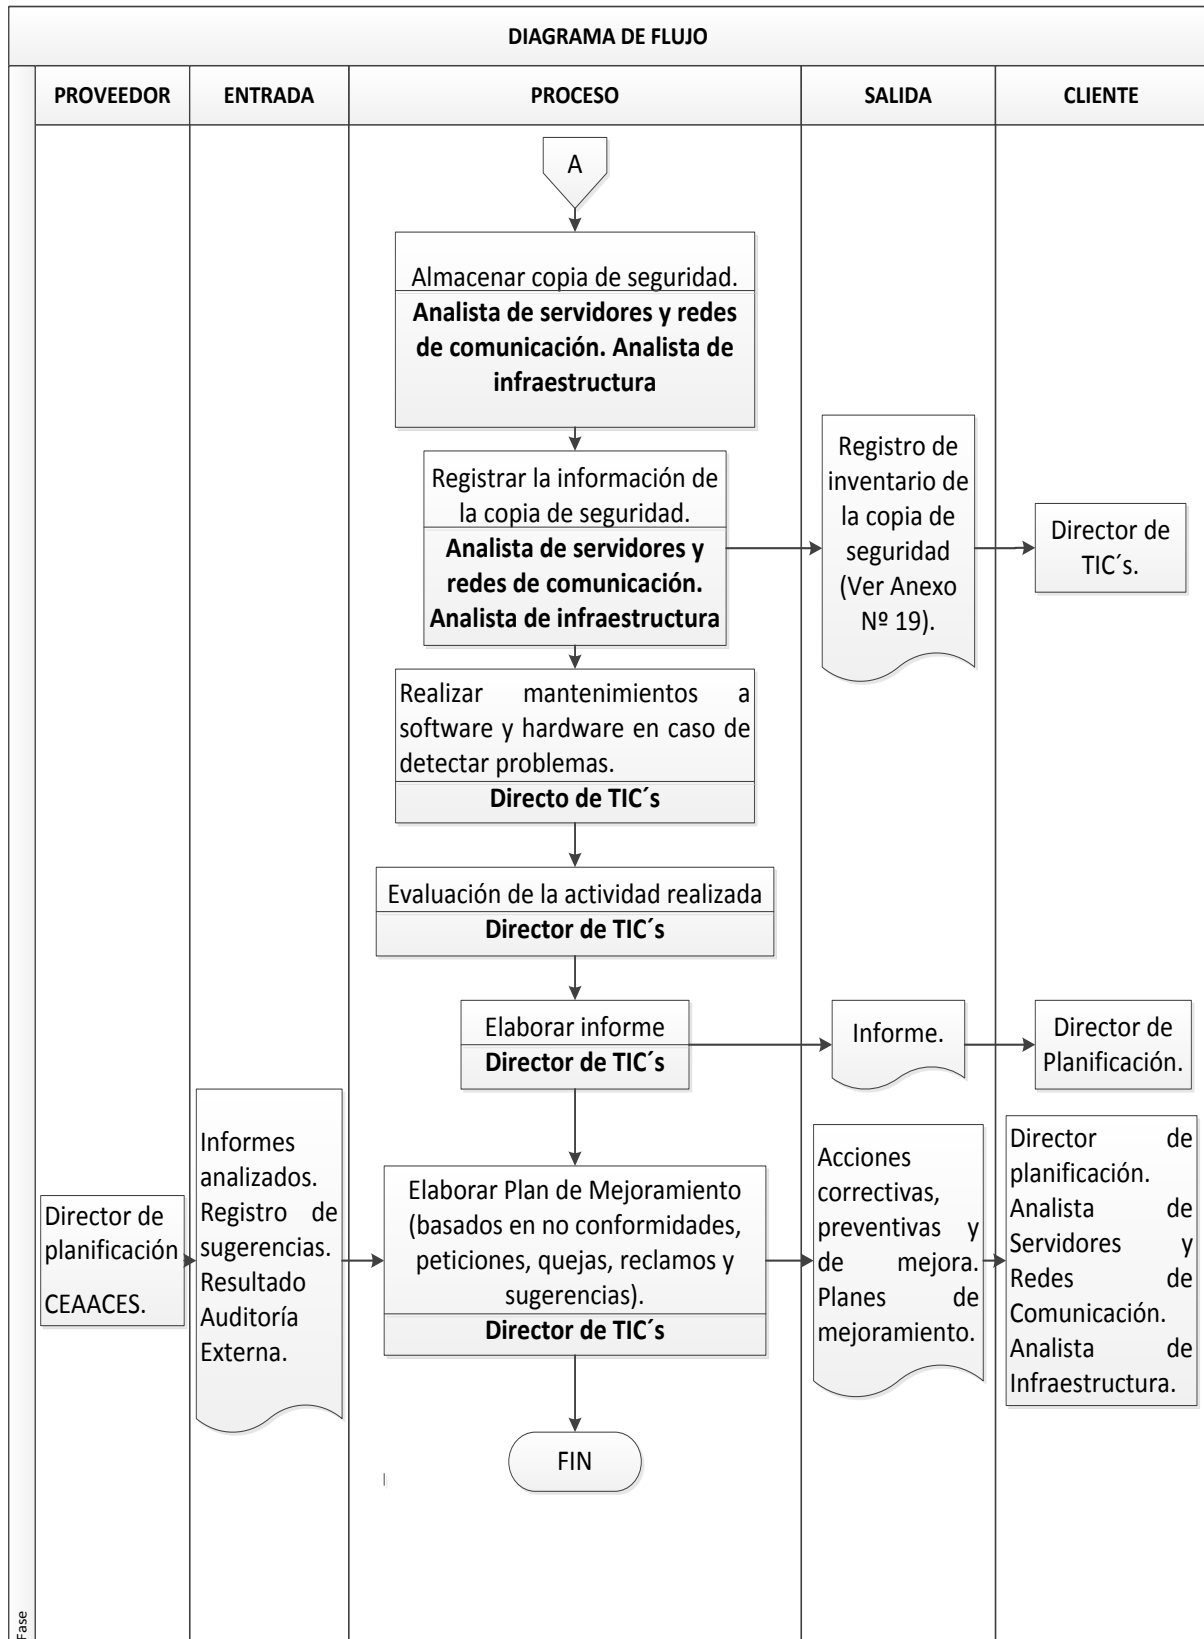 DIAGRAMA DE FLUJO
PROVEEDOR
ENTRADA
PROCESO
SALIDA
CLIENTE
A
Almacenar copia de seguridad.
Analista de servidores y redes
de comunicación. Analista de
infraestructura
Registrar la información de
la copia de seguridad.
Analista de servidores y
redes de comunicación.
Analista de infraestructura
Registro de
inventario de
la copia de
seguridad
(Ver Anexo
Nº 19).
Director de
TIC´s.
Realizar mantenimientos a
software y hardware en caso de
detectar problemas.
Directo de TIC´s
Evaluación de la actividad realizada
Director de TIC´s
Elaborar informe
Director de TIC´s
Informe.
Director de
Planificación.
Director de
planificación
CEAACES.
Informes
analizados.
Registro de
sugerencias.
Resultado
Auditoría
Externa.
Elaborar Plan de Mejoramiento
(basados en no conformidades,
peticiones, quejas, reclamos y
sugerencias).
Director de TIC´s
Acciones
correctivas,
preventivas y
de mejora.
Planes de
mejoramiento.
Director de
planificación.
Analista de
Servidores y
Redes de
Comunicación.
Analista de
Infraestructura.
FIN
Fase